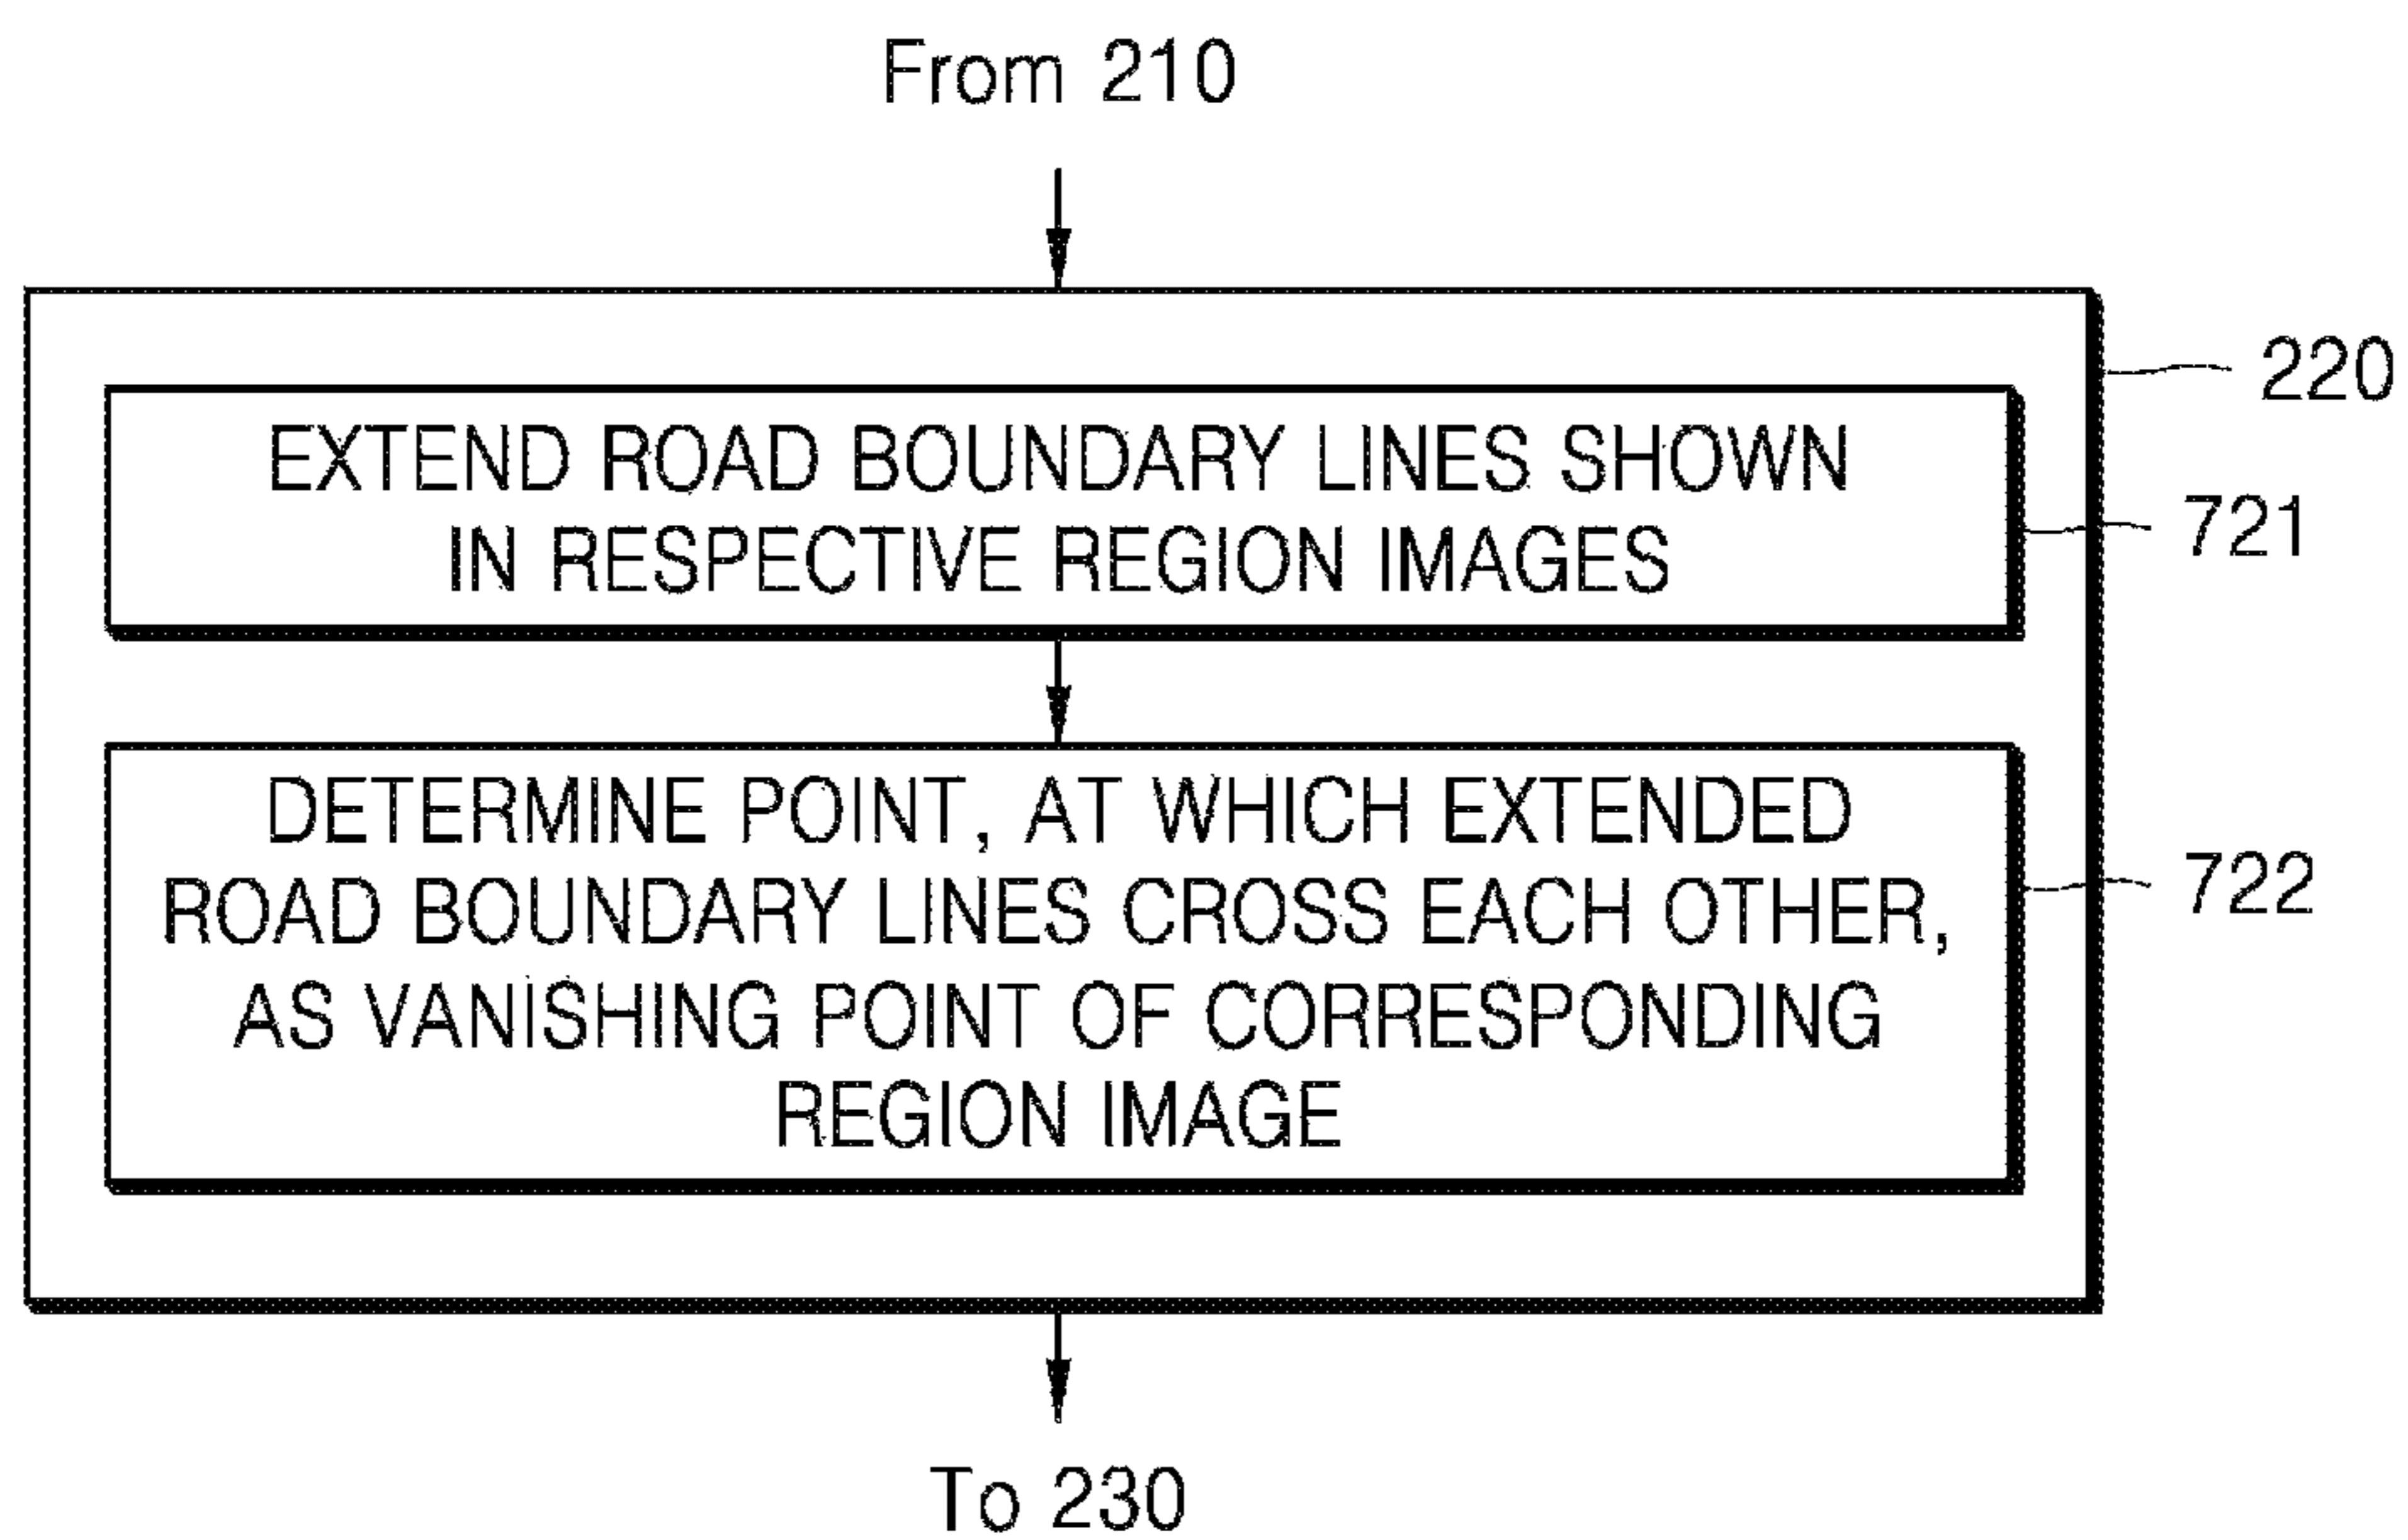 From 210
220
EXTEND ROAD BOUNDARY LINES SHOWN
IN RESPECTIVE REGION IMAGES
721
DETERMINE POINT, AT WHICH EXTENDED
ROAD BOUNDARY LINES CROSS EACH OTHER,
AS VANISHING POINT OF CORRESPONDING
REGION IMAGE
722
To 230